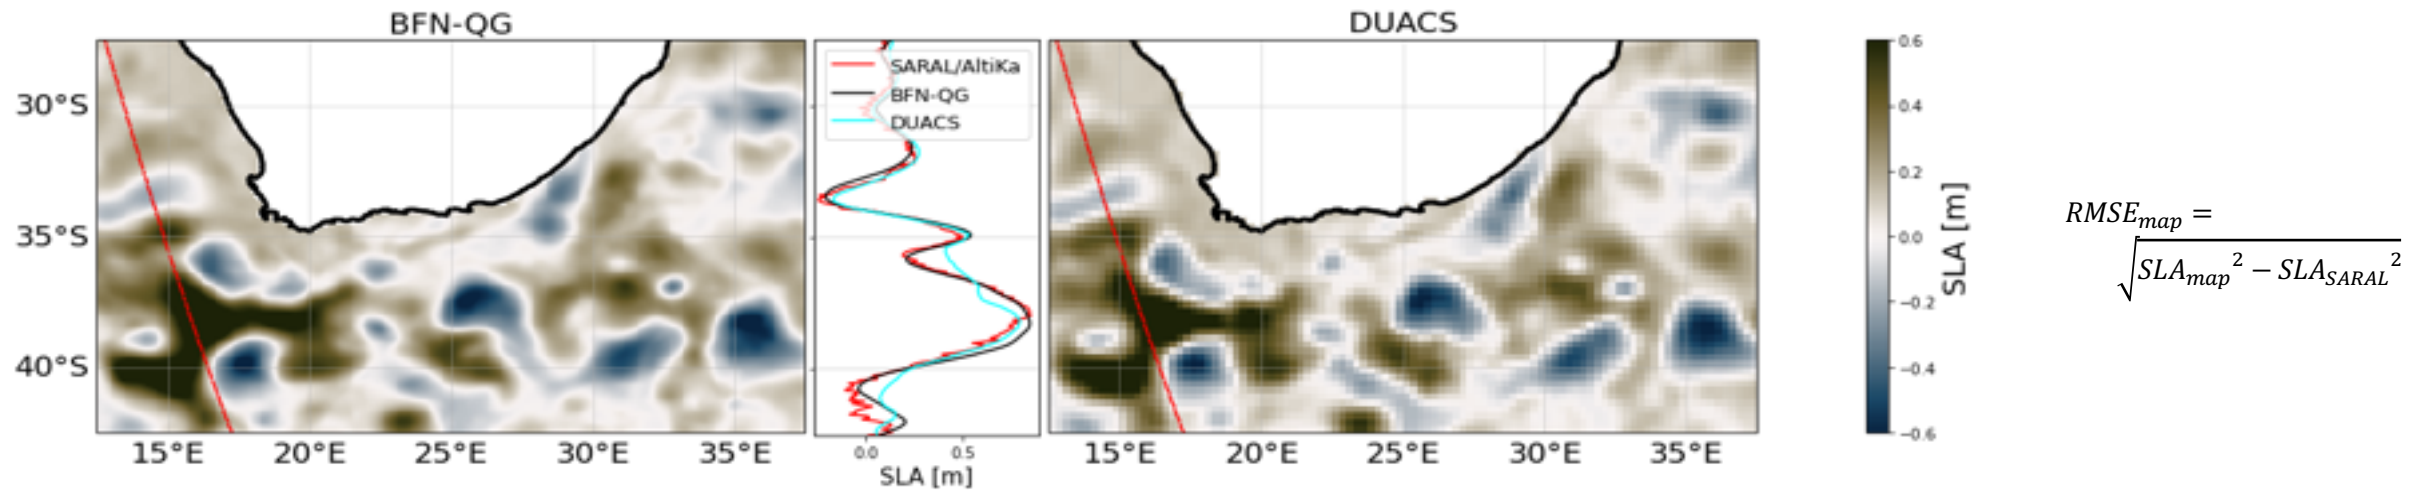 BFN-QG
DUACS
30°S
35°S
40°S
15°E 20°E 25°E 30°E 35°E
SARAL/AltiKa
BFN-QG
DUACS
0.0 0.5
SLA [m]
15°E 20°E 25°E 30°E 35°E
0.6
0.4
0.2
0.0
−0.2
−0.4
−0.6
SLA [m]
RMSE_map =
√SLA_map² − SLA_SARAL²